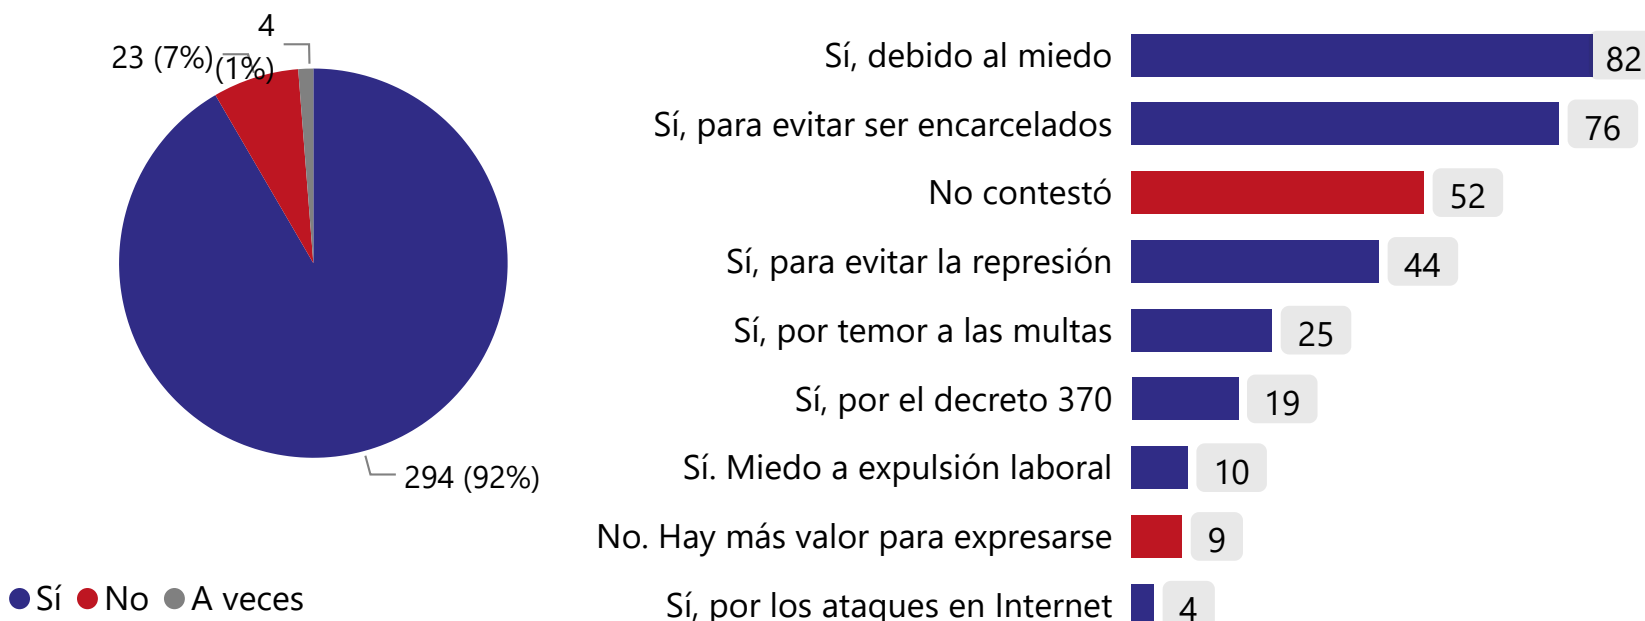 4
23 (7%)
(1%)
294 (92%)
Sí
No
A veces
Sí, debido al miedo 82
Sí, para evitar ser encarcelados 76
No contestó 52
Sí, para evitar la represión 44
Sí, por temor a las multas 25
Sí, por el decreto 370 19
Sí. Miedo a expulsión laboral 10
No. Hay más valor para expresarse 9
Sí, por los ataques en Internet 4